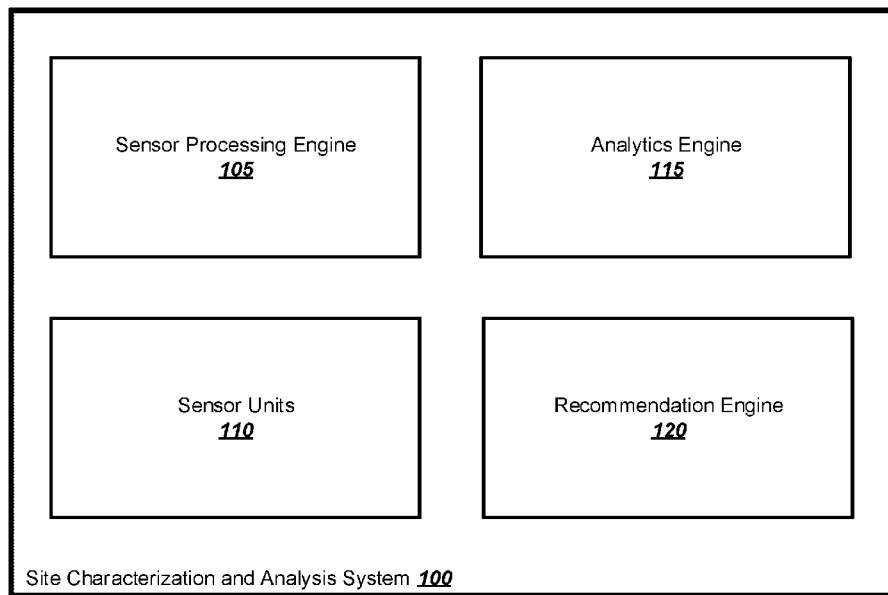 Sensor Processing Engine
105
Analytics Engine
115
Sensor Units
110
Recommendation Engine
120
Site Characterization and Analysis System 100